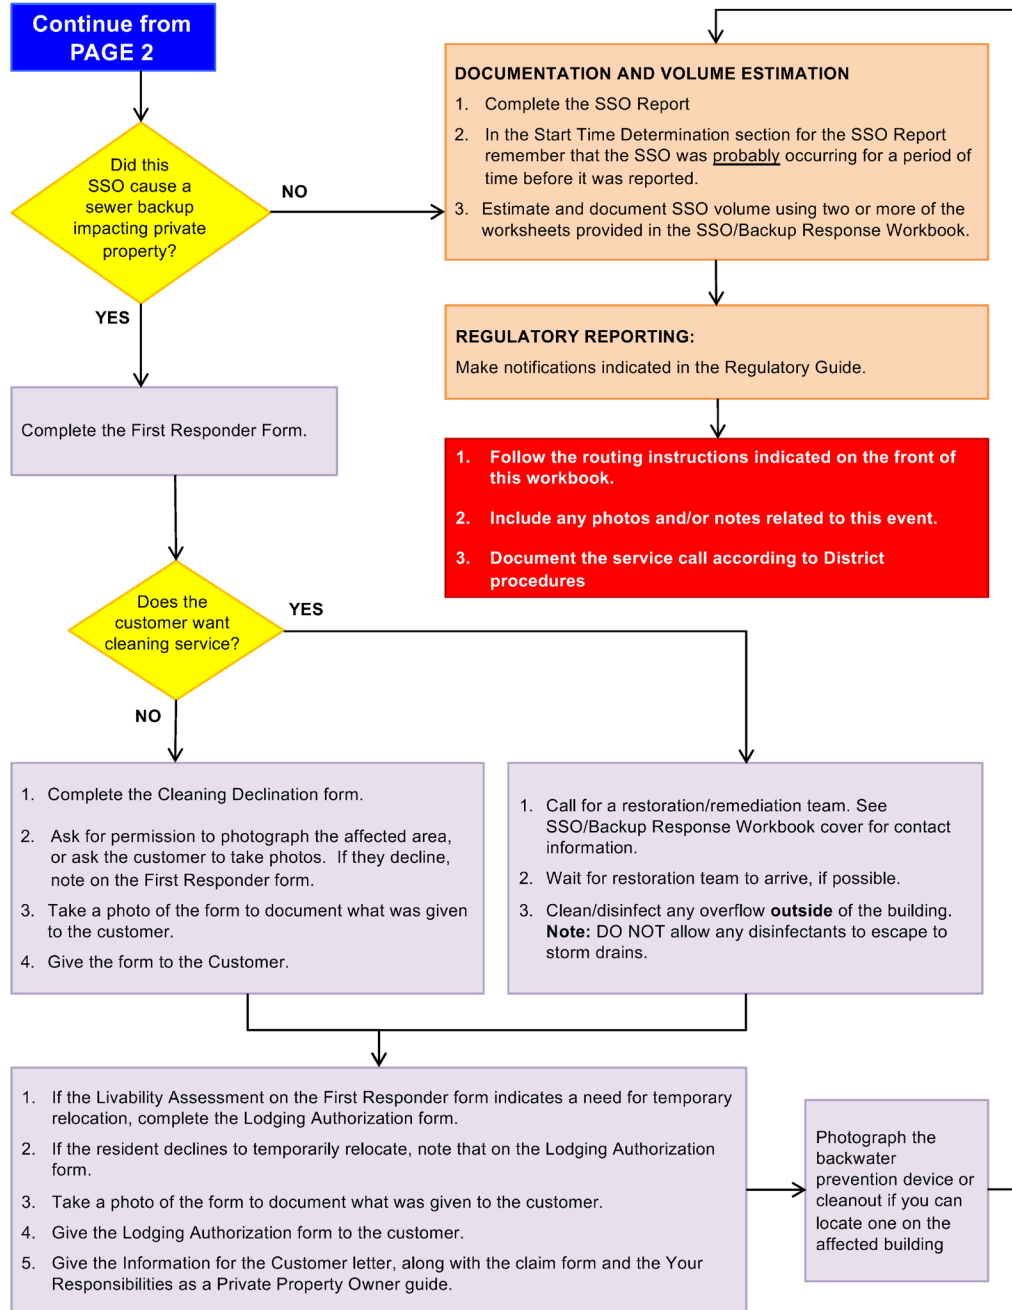 Continue from
PAGE 2
Did this
SSO cause a
sewer backup
impacting private
property?
NO
YES
DOCUMENTATION AND VOLUME ESTIMATION
1. Complete the SSO Report
2. In the Start Time Determination section for the SSO Report
remember that the SSO was probably occurring for a period of
time before it was reported.
3. Estimate and document SSO volume using two or more of the
worksheets provided in the SSO/Backup Response Workbook.
REGULATORY REPORTING:
Make notifications indicated in the Regulatory Guide.
1. Follow the routing instructions indicated on the front of
this workbook.
2. Include any photos and/or notes related to this event.
3. Document the service call according to District
procedures
Complete the First Responder Form.
Does the
customer want
cleaning service?
YES
NO
1. Complete the Cleaning Declination form.
2. Ask for permission to photograph the affected area,
or ask the customer to take photos. If they decline,
note on the First Responder form.
3. Take a photo of the form to document what was given
to the customer.
4. Give the form to the Customer.
1. Call for a restoration/remediation team. See
SSO/Backup Response Workbook cover for contact
information.
2. Wait for restoration team to arrive, if possible.
3. Clean/disinfect any overflow outside of the building.
Note: DO NOT allow any disinfectants to escape to
storm drains.
1. If the Livability Assessment on the First Responder form indicates a need for temporary
relocation, complete the Lodging Authorization form.
2. If the resident declines to temporarily relocate, note that on the Lodging Authorization
form.
3. Take a photo of the form to document what was given to the customer.
4. Give the Lodging Authorization form to the customer.
5. Give the Information for the Customer letter, along with the claim form and the Your
Responsibilities as a Private Property Owner guide.
Photograph the
backwater
prevention device or
cleanout if you can
locate one on the
affected building